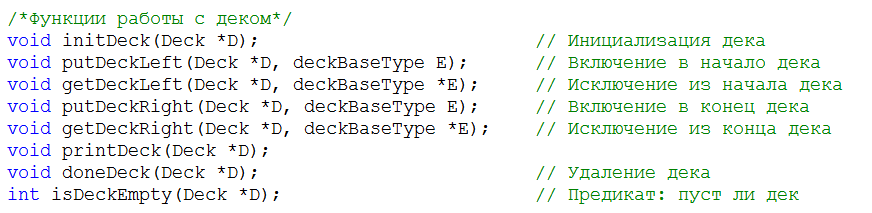 /*Функции работы с деком*/
void initDeck(Deck *D); // Инициализация дека
void putDeckLeft(Deck *D, deckBaseType E); // Включение в начало дека
void getDeckLeft(Deck *D, deckBaseType *E); // Исключение из начала дека
void putDeckRight(Deck *D, deckBaseType E); // Включение в конец дека
void getDeckRight(Deck *D, deckBaseType *E); // Исключение из конца дека
void printDeck(Deck *D);
void doneDeck(Deck *D); // Удаление дека
int isDeckEmpty(Deck *D); // Предикат: пуст ли дек